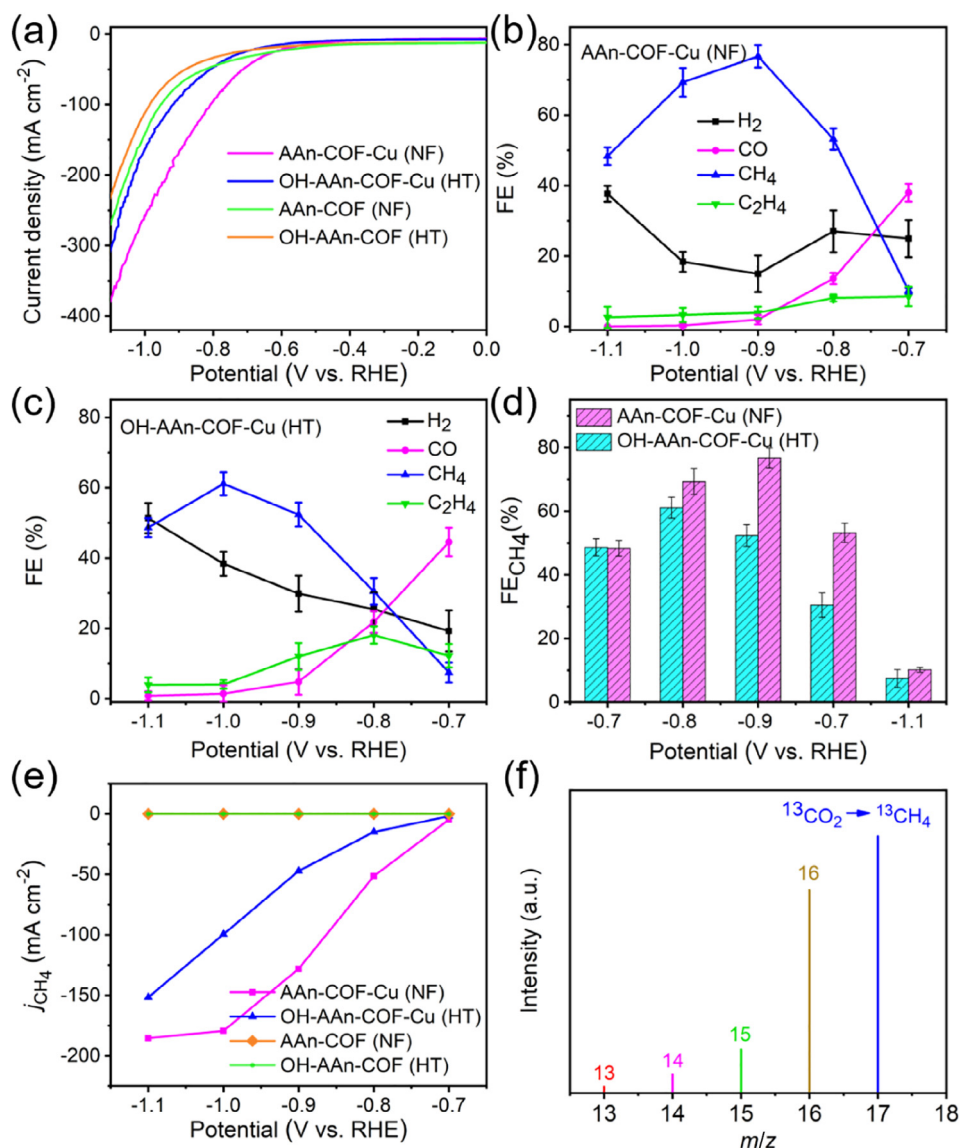 (a)
0
-100
-200
-300
-400
Current density (mA cm⁻²)
AAn-COF-Cu (NF)
OH-AAn-COF-Cu (HT)
AAn-COF (NF)
OH-AAn-COF (HT)
-1.0 -0.8 -0.6 -0.4 -0.2 0.0
Potential (V vs. RHE)
(b)
80
60
40
20
0
FE (%)
AAn-COF-Cu (NF)
H₂
CO
CH₄
C₂H₄
-1.1 -1.0 -0.9 -0.8 -0.7
Potential (V vs. RHE)
(c)
80
60
40
20
0
FE (%)
OH-AAn-COF-Cu (HT)
H₂
CO
CH₄
C₂H₄
-1.1 -1.0 -0.9 -0.8 -0.7
Potential (V vs. RHE)
(d)
80
60
40
20
0
FE_CH4(%)
AAn-COF-Cu (NF)
OH-AAn-COF-Cu (HT)
-0.7 -0.8 -0.9 -0.7 -1.1
Potential (V vs. RHE)
(e)
0
-50
-100
-150
-200
j_CH4 (mA cm⁻²)
AAn-COF-Cu (NF)
OH-AAn-COF-Cu (HT)
AAn-COF (NF)
OH-AAn-COF (HT)
-1.1 -1.0 -0.9 -0.8 -0.7
Potential (V vs. RHE)
(f)
Intensity (a.u.)
¹³CO₂ → ¹³CH₄
16
15
14
13
13 14 15 16 17 18
m/z